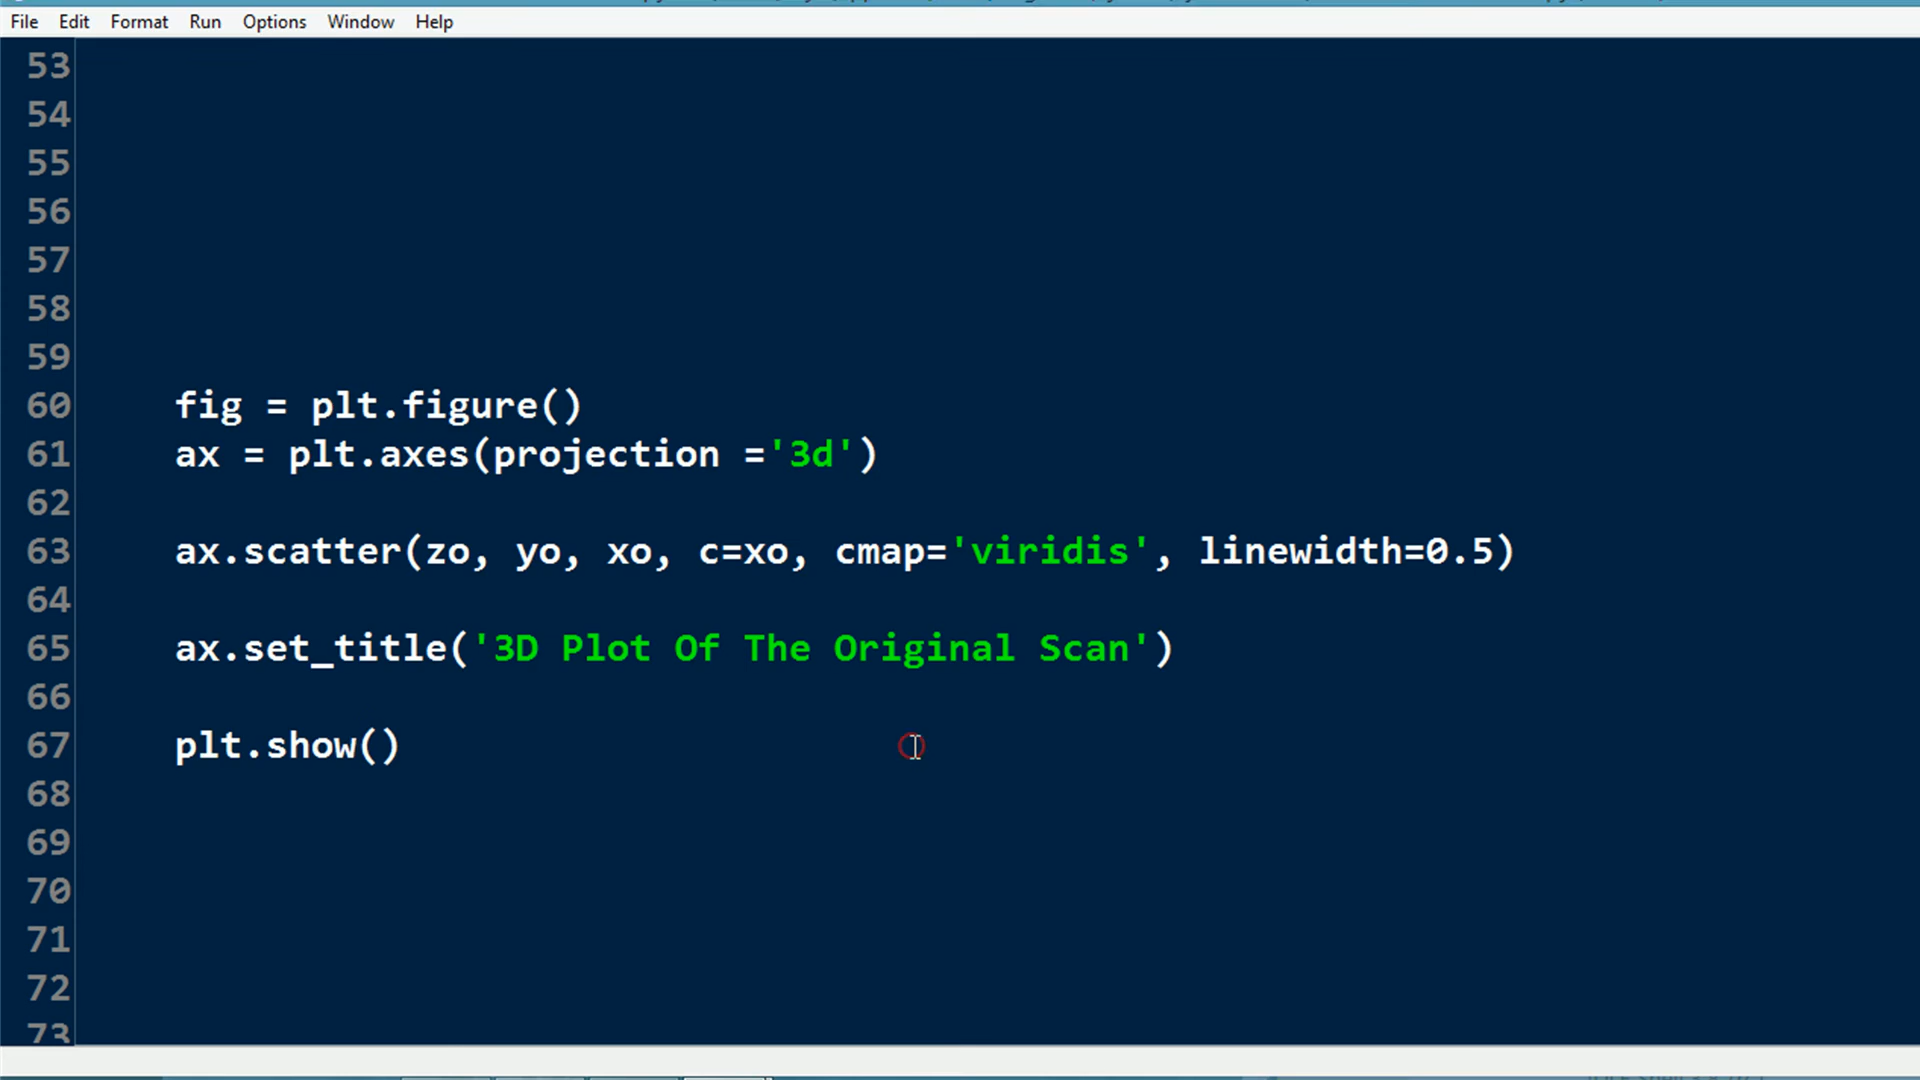 File Edit Format Run Options Window Help
53
54
55
56
57
58
59
60 fig = plt.figure()
61 ax = plt.axes(projection ='3d')
62
63 ax.scatter(zo, yo, xo, c=xo, cmap='viridis', linewidth=0.5)
64
65 ax.set_title('3D Plot Of The Original Scan')
66
67 plt.show()
68
69
70
71
72
73